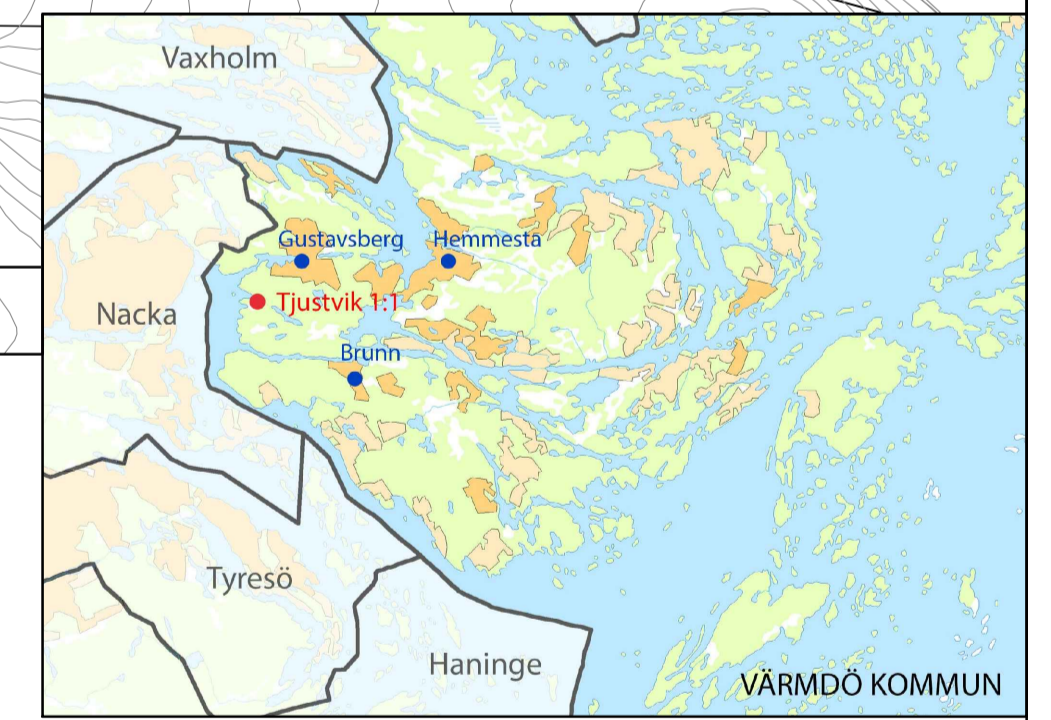 Vaxholm
Gustavsberg
Hemmesta
Tjustvik 1:1
Nacka
Brunn
Tyresö
Haninge
VÄRMDÖ KOMMUN